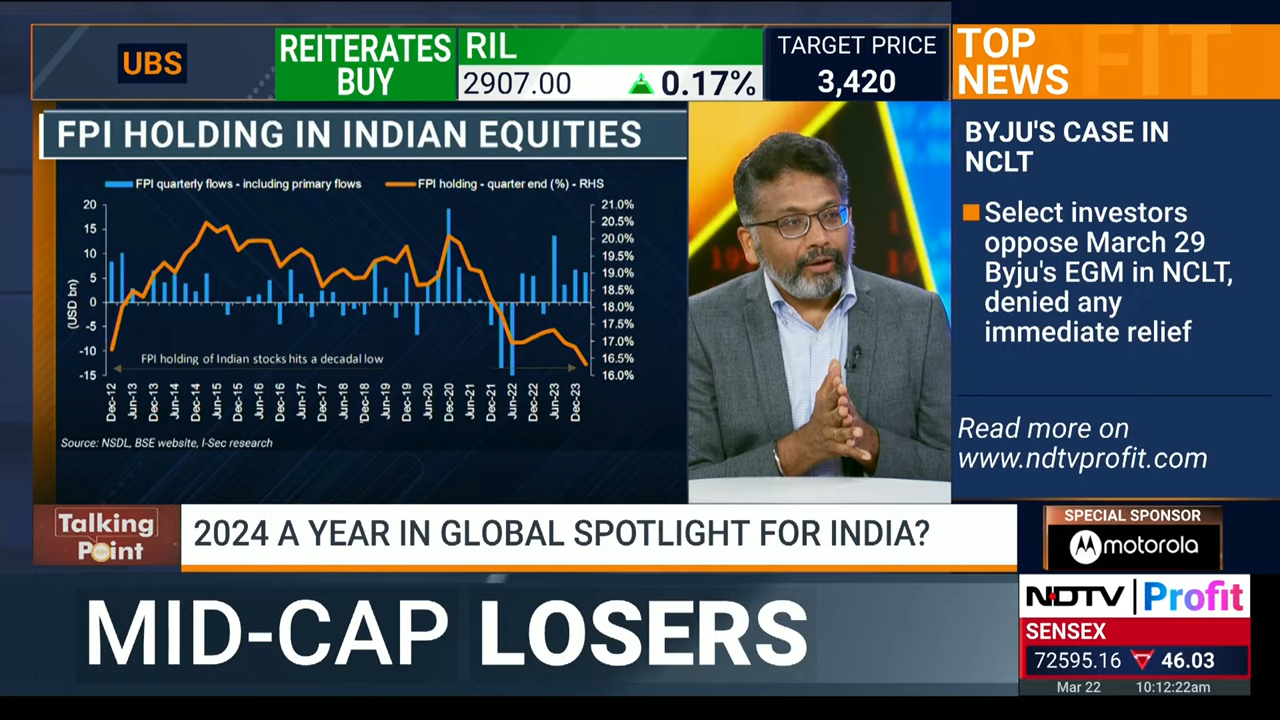 UBS
REITERATES
BUY
RIL
2907.00
0.17%
TARGET PRICE
3,420
TOP
NEWS
FPI HOLDING IN INDIAN EQUITIES
FPI quarterly flows - including primary flows
FPI holding - quarter end (%) - RHS
20
15
10
5
0
-5
-10
-15
(USD bn)
21.0%
20.5%
20.0%
19.5%
19.0%
18.5%
18.0%
17.5%
17.0%
16.5%
16.0%
FPI holding of Indian stocks hits a decadal low
Dec-12
Jun-13
Dec-13
Jun-14
Dec-14
Jun-15
Dec-15
Jun-16
Dec-16
Jun-17
Dec-17
Jun-18
Dec-18
Jun-19
Dec-19
Jun-20
Dec-20
Jun-21
Dec-21
Jun-22
Dec-22
Jun-23
Dec-23
Source: NSDL, BSE website, I-Sec research
BYJU'S CASE IN
NCLT
Select investors
oppose March 29
Byju's EGM in NCLT,
denied any
immediate relief
Read more on
www.ndtvprofit.com
Talking
Point
2024 A YEAR IN GLOBAL SPOTLIGHT FOR INDIA?
SPECIAL SPONSOR
motorola
MID-CAP LOSERS
NDTV Profit
SENSEX
72595.16 46.03
Mar 22 10:12:22am